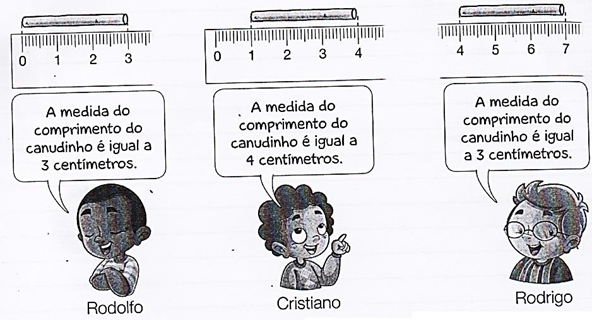 0 1 2 3
0 1 2 3 4
4 5 6 7
A medida do
comprimento do
canudinho é igual a
3 centímetros.
A medida do
comprimento do
canudinho é igual a
4 centímetros.
A medida do
comprimento do
canudinho é igual
a 3 centímetros.
Rodolfo
Cristiano
Rodrigo